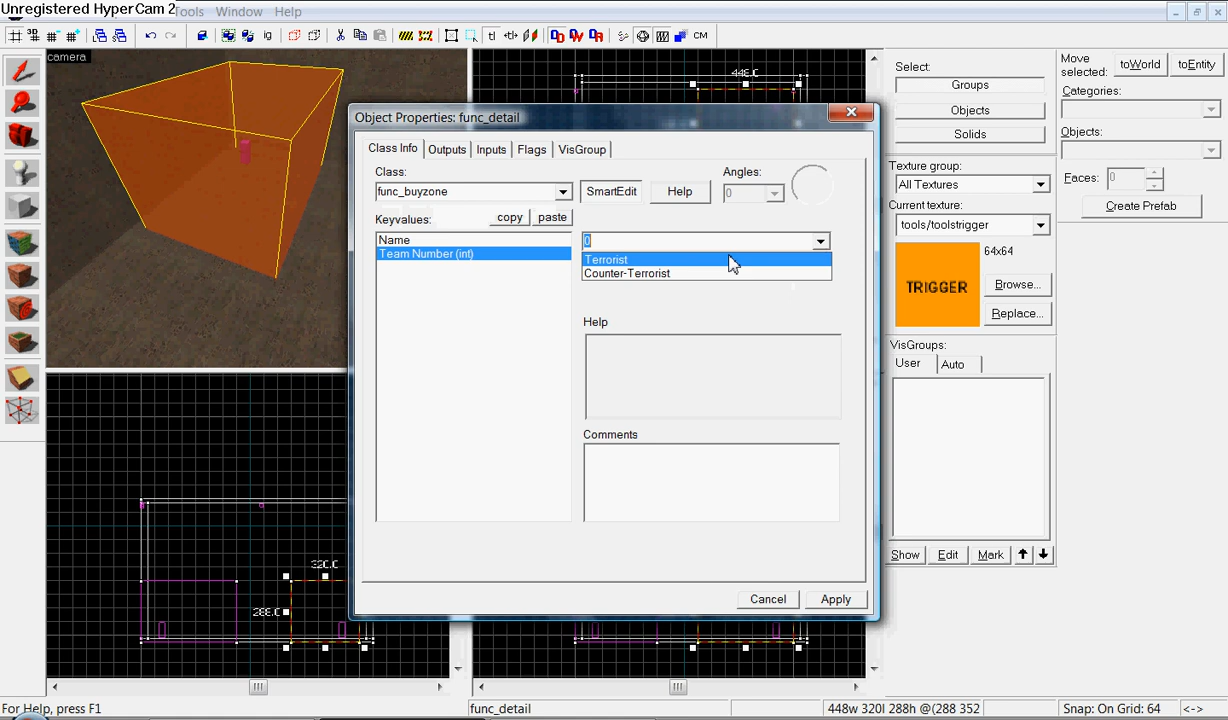 Unregistered HyperCam 2
Tools Window Help
3D
ig
tl
CM
camera
448.0
Select:
Groups
Objects
Solids
Move selected:
toWorld
toEntity
Categories:
Objects:
Faces: 0
Create Prefab
Texture group:
All Textures
Current texture:
tools/toolstrigger
64x64
TRIGGER
Browse...
Replace...
VisGroups:
User
Auto
Show
Edit
Mark
Object Properties: func_detail
Class Info
Outputs
Inputs
Flags
VisGroup
Class:
func_buyzone
SmartEdit
Help
Angles:
0
Keyvalues:
copy
paste
Name
Team Number (int)
0
Terrorist
Counter-Terrorist
Help
Comments
Cancel
Apply
320.0
288.0
For Help, press F1
func_detail
448w 320l 288h @(288 352
Snap: On Grid: 64
<->